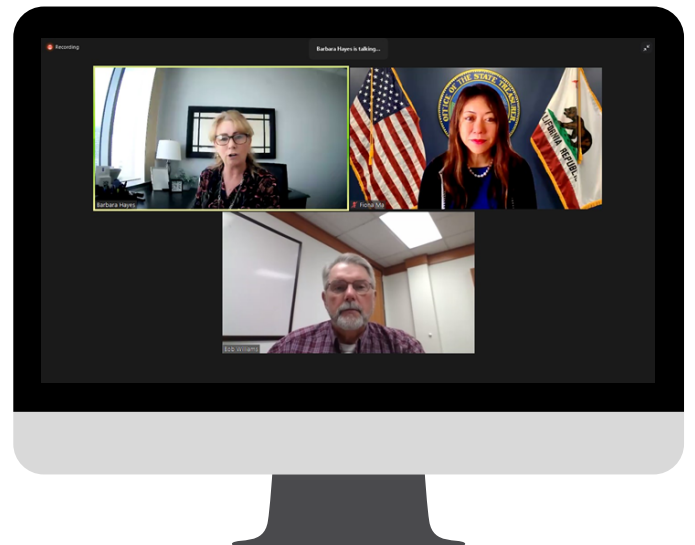 Recording
Barbara Hayes is talking...
OFFICE OF THE STATE TREASURER
CALIFORNIA REPUBLIC
Barbara Hayes
Fiona Ma
Bob Williams